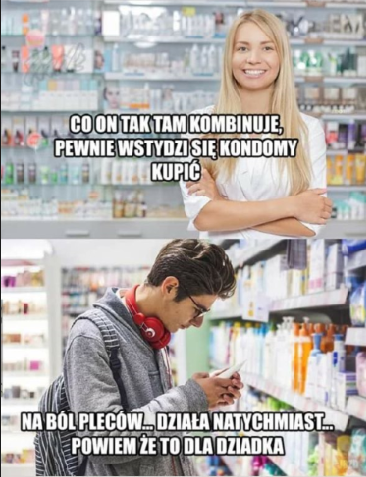 CO ON TAK TAM KOMBINUJE,
PEWNIE WSTYDZI SIĘ KONDOMY
KUPIĆ
NA BÓL PLECÓW... DZIAŁA NATYCHMIAST...
POWIEM ŻE TO DLA DZIADKA